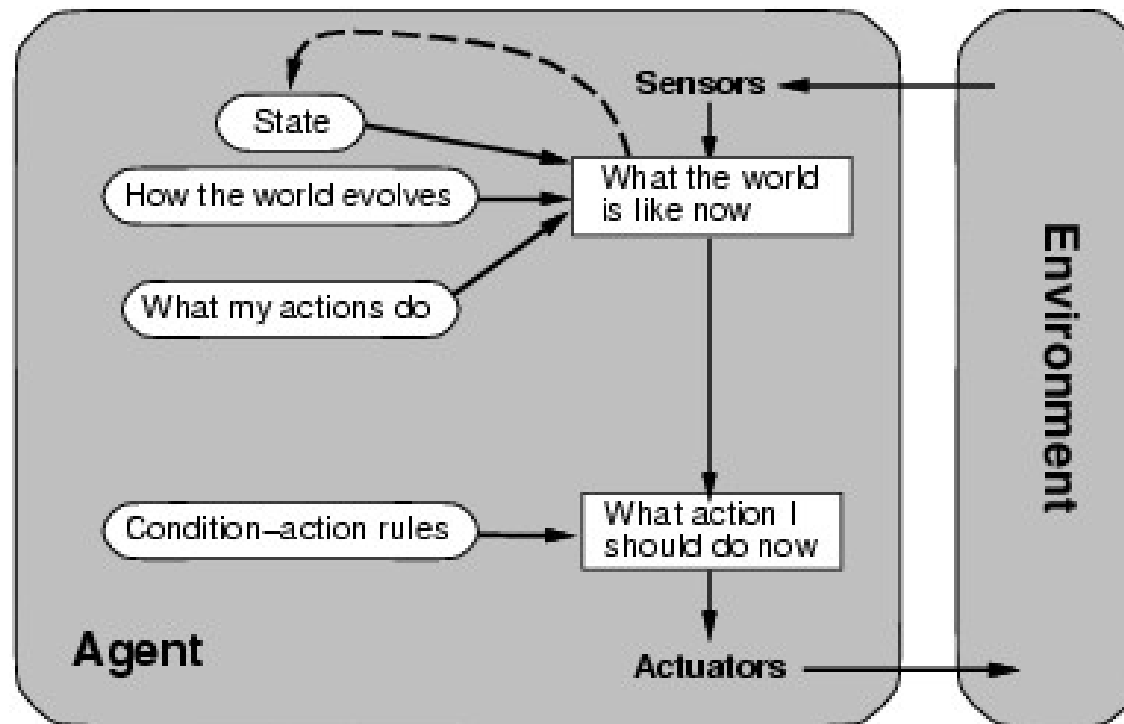 Sensors
State
How the world evolves
What the world
is like now
What my actions do
Environment
Condition–action rules
What action I
should do now
Agent
Actuators